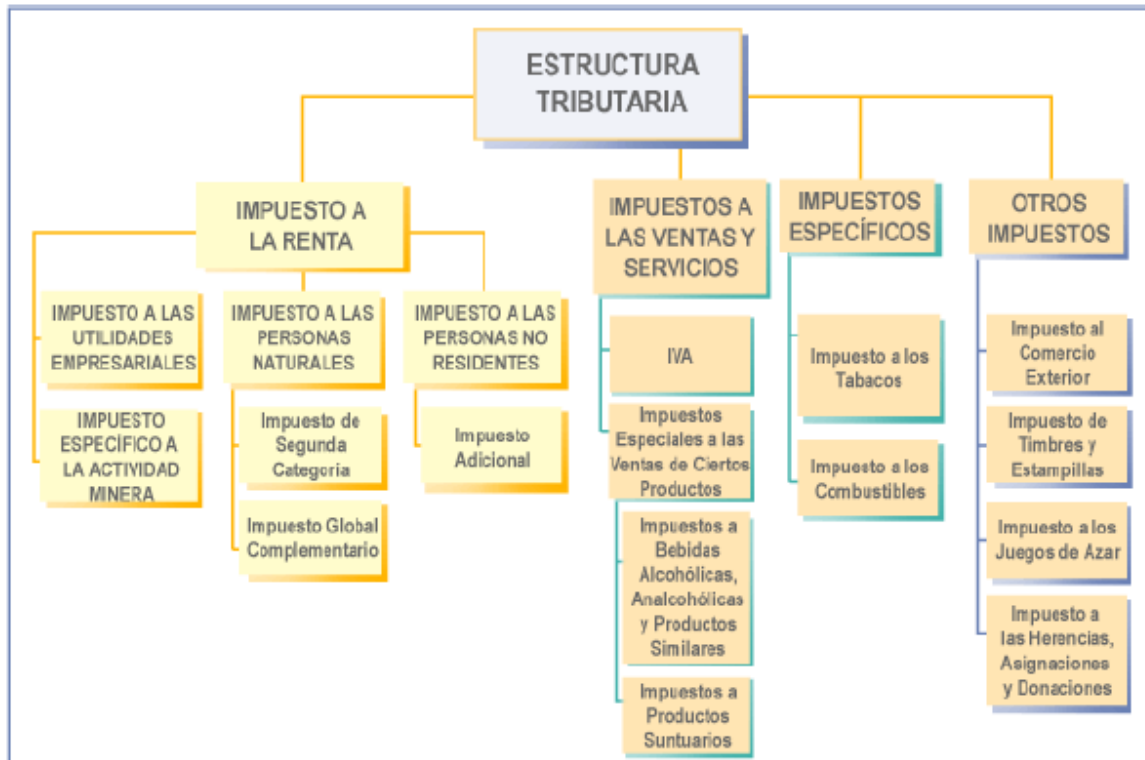 ESTRUCTURA
TRIBUTARIA
IMPUESTO A
LA RENTA
IMPUESTOS A
LAS VENTAS Y
SERVICIOS
IMPUESTOS
ESPECÍFICOS
OTROS
IMPUESTOS
IMPUESTO A LAS
UTILIDADES
EMPRESARIALES
IMPUESTO
ESPECÍFICO A
LA ACTIVIDAD
MINERA
IMPUESTO A LAS
PERSONAS
NATURALES
Impuesto de
Segunda
Categoría
Impuesto Global
Complementario
IMPUESTO A LAS
PERSONAS NO
RESIDENTES
Impuesto
Adicional
IVA
Impuestos
Especiales a las
Ventas de Ciertos
Productos
Impuestos a
Bebidas
Alcohólicas,
Analcohólicas
y Productos
Similares
Impuestos a
Productos
Suntuarios
Impuesto a los
Tabacos
Impuesto a los
Combustibles
Impuesto al
Comercio
Exterior
Impuesto de
Timbres y
Estampillas
Impuesto a los
Juegos de Azar
Impuesto a
las Herencias,
Asignaciones
y Donaciones